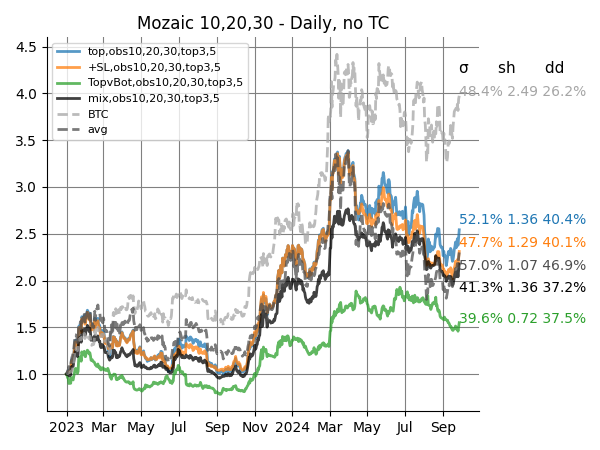 Mozaic 10,20,30 - Daily, no TC
top,obs10,20,30,top3,5
+SL,obs10,20,30,top3,5
TopvBot,obs10,20,30,top3,5
mix,obs10,20,30,top3,5
BTC
avg
σ sh dd
48.4% 2.49 26.2%
52.1% 1.36 40.4%
47.7% 1.29 40.1%
57.0% 1.07 46.9%
41.3% 1.36 37.2%
39.6% 0.72 37.5%
4.5
4.0
3.5
3.0
2.5
2.0
1.5
1.0
2023 Mar May Jul Sep Nov 2024 Mar May Jul Sep